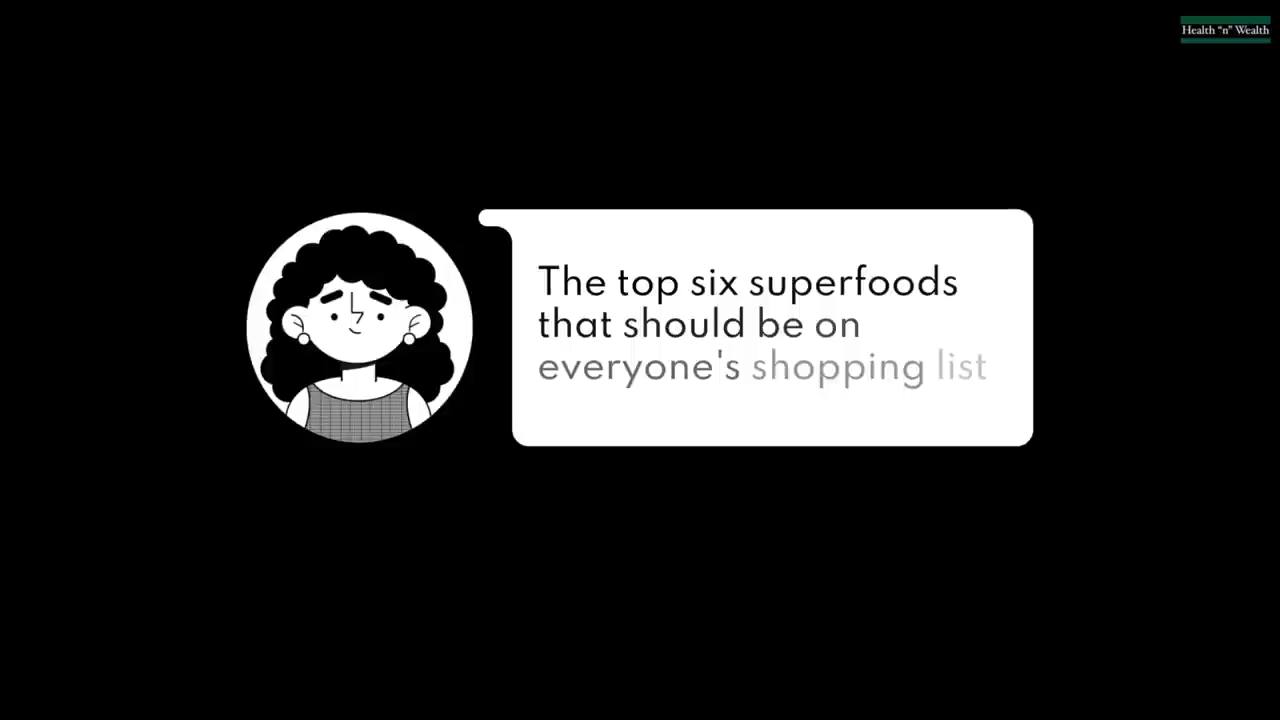 Health "n" Wealth
The top six superfoods
that should be on
everyone's shopping list